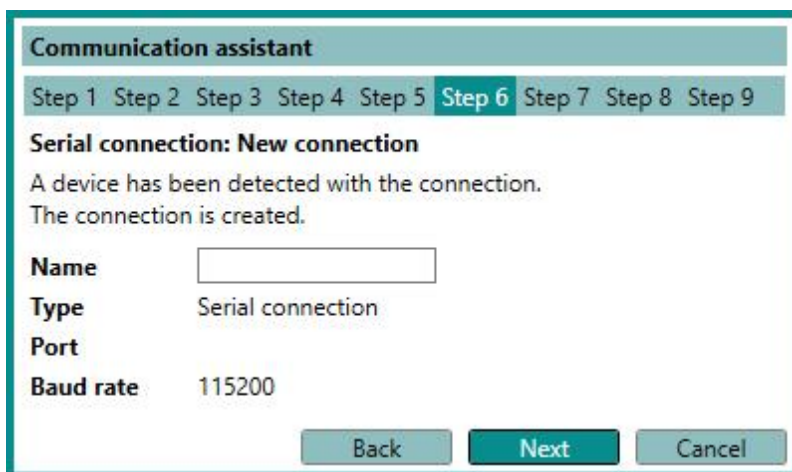 Communication assistant
Step 1 Step 2 Step 3 Step 4 Step 5 Step 6 Step 7 Step 8 Step 9
Serial connection: New connection
A device has been detected with the connection.
The connection is created.
Name
Type Serial connection
Port
Baud rate 115200
Back Next Cancel